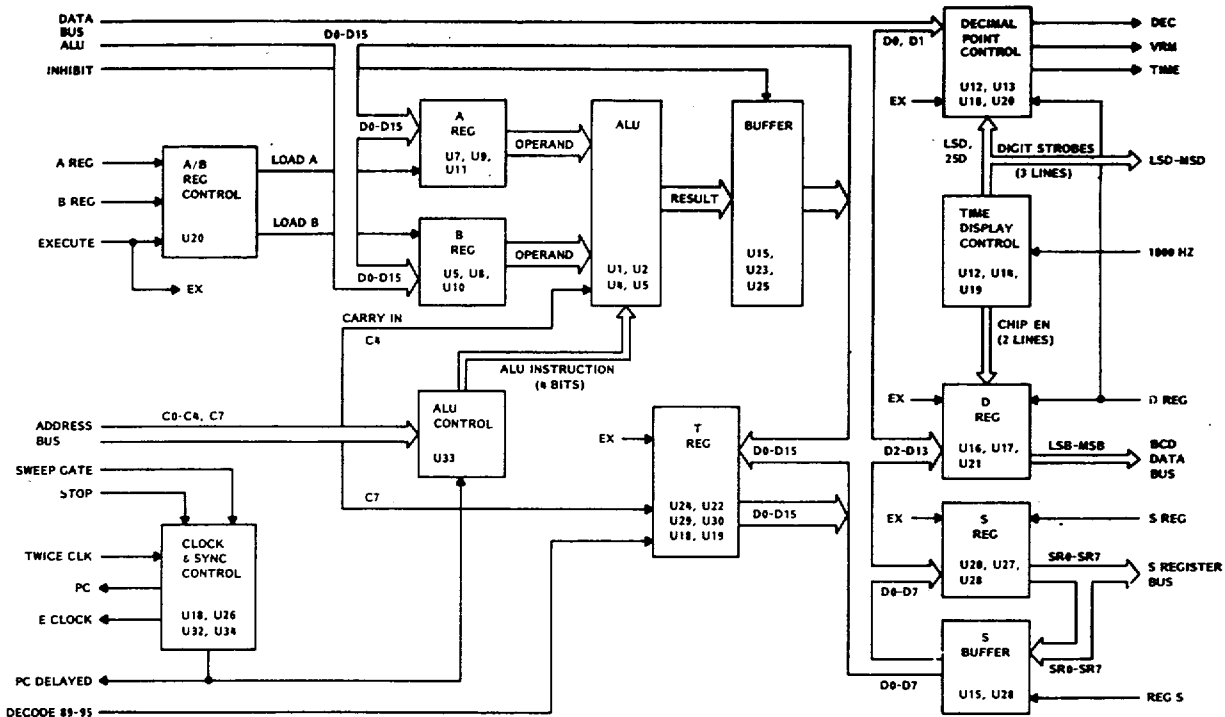 DATA
BUS
ALU
D0-D15
INHIBIT
A REG
B REG
EXECUTE
EX
A/B
REG
CONTROL
U20
LOAD A
LOAD B
D0-D15
D0-D15
A
REG
U7, U9,
U11
B
REG
U5, U8,
U10
OPERAND
OPERAND
ALU
U1, U2
U4, U5
RESULT
BUFFER
U15,
U23,
U25
CARRY IN
C4
ALU INSTRUCTION
(4 BITS)
ADDRESS
BUS
C0-C4, C7
ALU
CONTROL
U33
C7
EX
T
REG
U24, U22
U29, U30
U18, U19
D0-D15
D0-D15
SWEEP GATE
STOP
TWICE CLK
PC
E CLOCK
PC DELAYED
DECODE 89-95
CLOCK
& SYNC
CONTROL
U18, U26
U32, U34
D0, D1
DECIMAL
POINT
CONTROL
U12, U13
U18, U20
EX
DEC
VRM
TIME
LSD,
25D
DIGIT STROBES
(3 LINES)
LSD-MSD
TIME
DISPLAY
CONTROL
U12, U14,
U19
1800 HZ
CHIP EN
(2 LINES)
EX
D
REG
U16, U17,
U21
D2-D13
D REG
LSB-MSB
BCD
DATA
BUS
EX
S
REG
U28, U27,
U28
D0-D7
S REG
SR0-SR7
S REGISTER
BUS
S
BUFFER
U15, U28
D0-D7
SR0-SR7
REG S